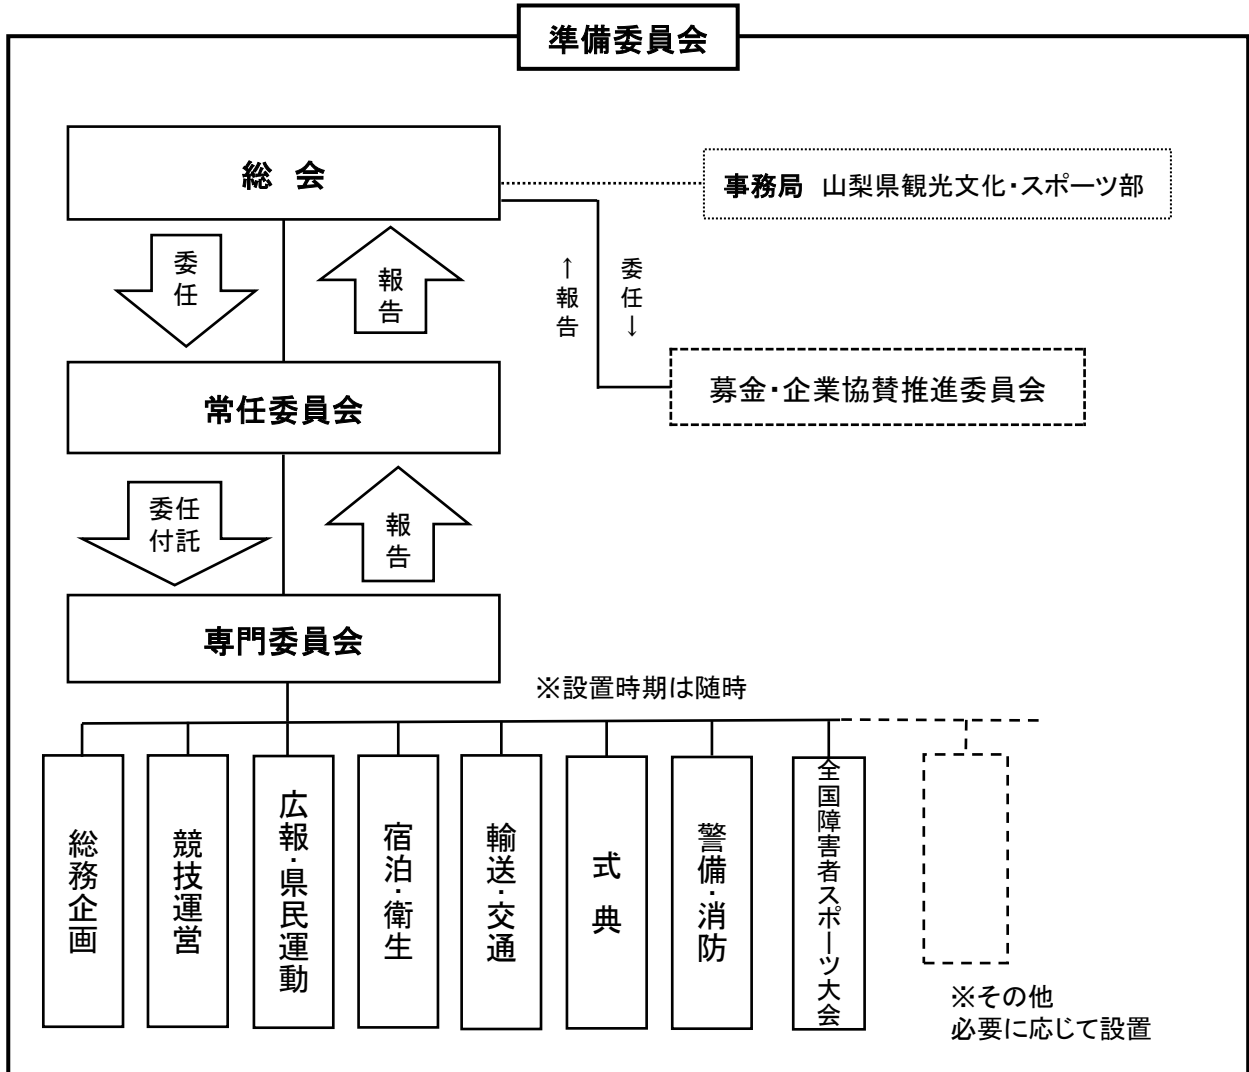 準備委員会
総 会
事務局 山梨県観光文化・スポーツ部
委任
報告
↑報告
委任↓
募金・企業協賛推進委員会
常任委員会
委任
付託
報告
専門委員会
※設置時期は随時
総務企画
競技運営
広報・県民運動
宿泊・衛生
輸送・交通
式典
警備・消防
全国障害者スポーツ大会
※その他
必要に応じて設置